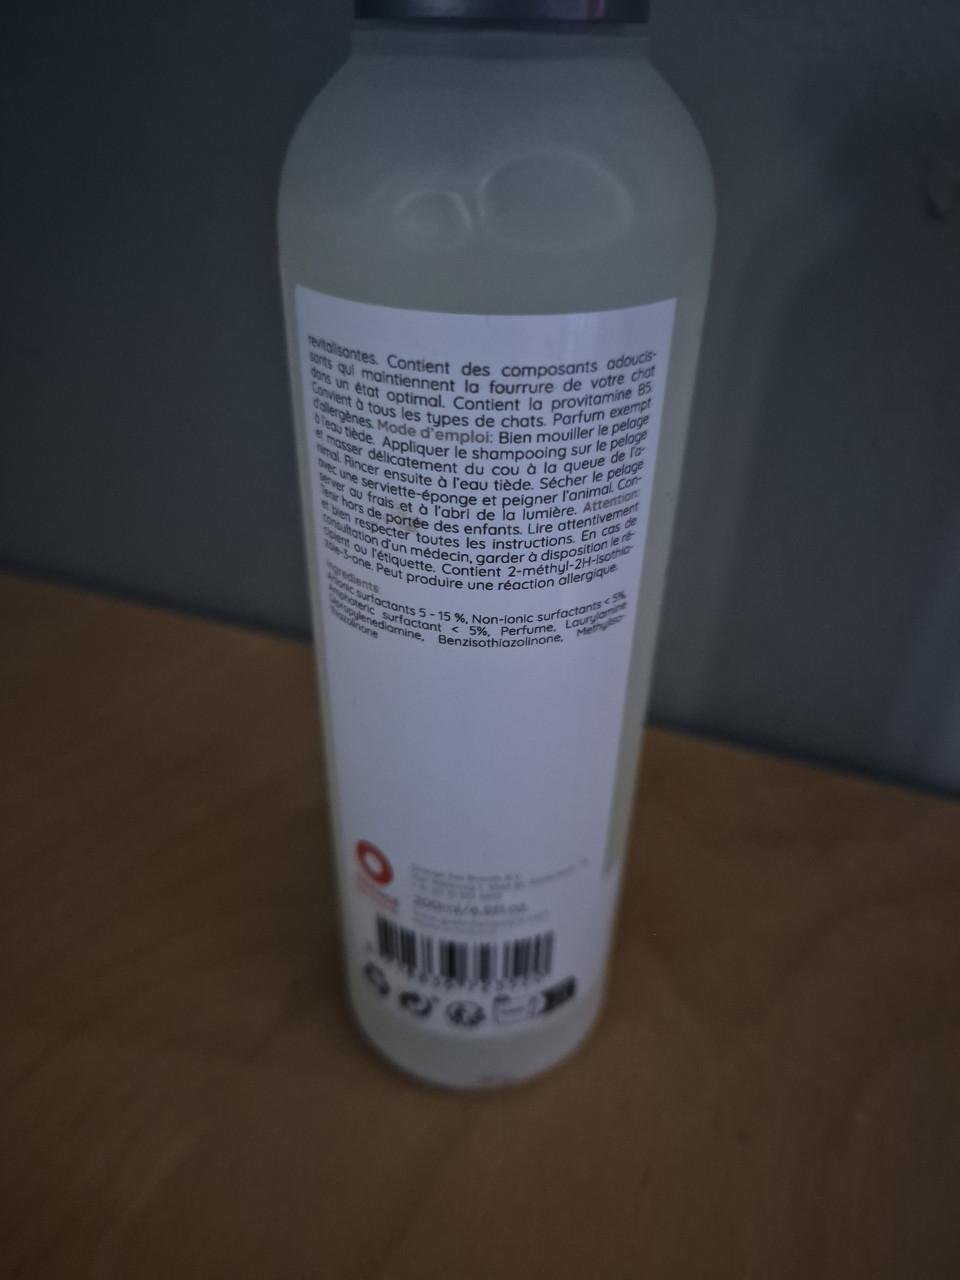 revitalisantes. Contient des composants adoucis-
sants qui maintiennent la fourrure de votre chat
dans un état optimal. Contient la provitamine B5.
Convient à tous les types de chats. Parfum exempt
d'allergènes. Mode d'emploi: Bien mouiller le pelage
à l'eau tiède. Appliquer le shampooing sur le pelage
et masser délicatement du cou à la queue de l'a-
nimal. Rincer ensuite à l'eau tiède. Sécher le pelage
avec une serviette-éponge et peigner l'animal. Con-
server au frais et à l'abri de la lumière. Attention:
Tenir hors de portée des enfants. Lire attentivement
et bien respecter toutes les instructions. En cas de
consultation d'un médecin, garder à disposition le ré-
cipient ou l'étiquette. Contient 2-méthyl-2H-isothia-
zole-3-one. Peut produire une réaction allergique.
Ingredients:
Anionic surfactants 5 - 15 %, Non-ionic surfactants < 5%,
Amphoteric surfactant < 5%, Perfume, Laurylamine
Dipropylenediamine, Benzisothiazolinone, Methyliso-
thiazolinone
200ml/6.8fl.oz.